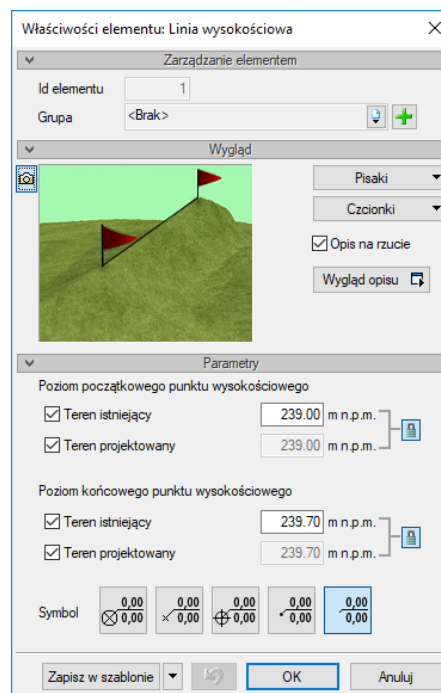 Właściwości elementu: Linia wysokościowa
Zarządzanie elementem
Id elementu 1
Grupa <Brak>
Wygląd
Pisaki
Czcionki
Opis na rzucie
Wygląd opisu
Parametry
Poziom początkowego punktu wysokościowego
Teren istniejący 239.00 m n.p.m.
Teren projektowany 239.00 m n.p.m.
Poziom końcowego punktu wysokościowego
Teren istniejący 239.70 m n.p.m.
Teren projektowany 239.70 m n.p.m.
0,00 0,00 0,00 0,00 0,00
Symbol
0,00 0,00 0,00 0,00 0,00
Zapisz w szablonie OK Anuluj